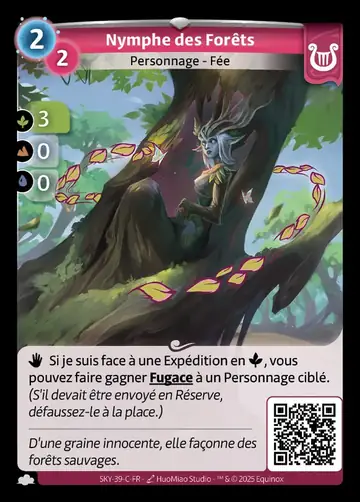 2
Nymphe des Forêts
2
Personnage - Fée
3
0
0
Si je suis face à une Expédition en , vous
pouvez faire gagner Fugace à un Personnage ciblé.
(S'il devait être envoyé en Réserve,
défaussez-le à la place.)
D'une graine innocente, elle façonne des
forêts sauvages.
SKY-39-C-FR - HuoMiao Studio - ™ & © 2025 Equinox